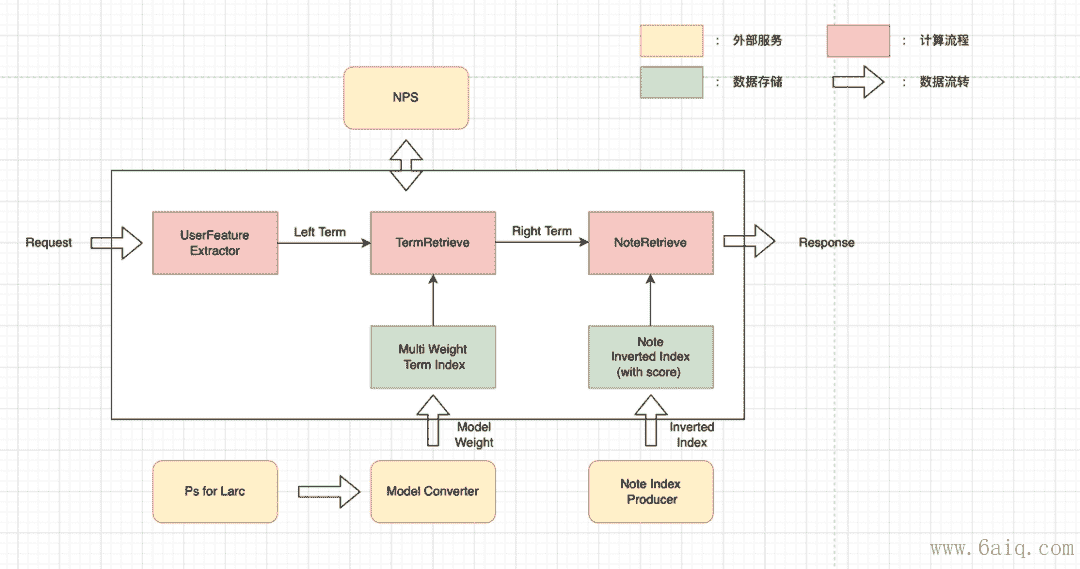 ： 外部服务
： 计算流程
： 数据存储
： 数据流转
NPS
Request
UserFeature
Extractor
Left Term
TermRetrieve
Right Term
NoteRetrieve
Response
Multi Weight
Term Index
Note
Inverted Index
(with score)
Model
Weight
Inverted
Index
Ps for Larc
Model Converter
Note Index
Producer
www.6aiq.com